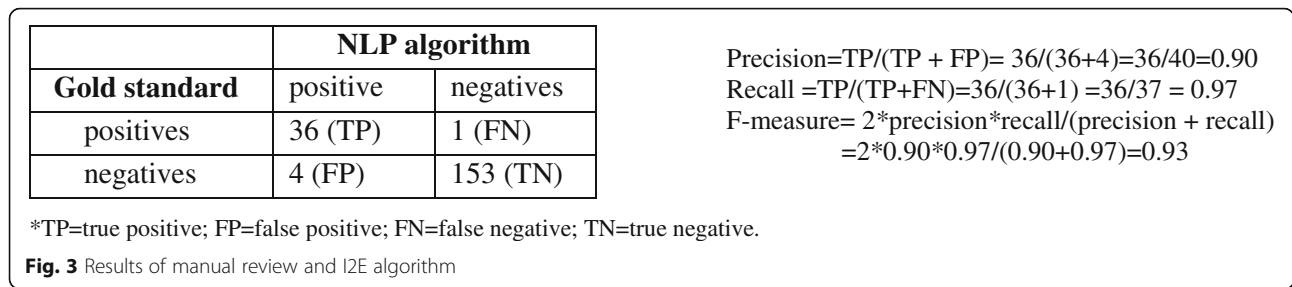 NLP algorithm
Gold standard positive negatives
positives 36 (TP) 1 (FN)
negatives 4 (FP) 153 (TN)
Precision=TP/(TP + FP)= 36/(36+4)=36/40=0.90
Recall =TP/(TP+FN)=36/(36+1) =36/37 = 0.97
F-measure= 2*precision*recall/(precision + recall)
=2*0.90*0.97/(0.90+0.97)=0.93
*TP=true positive; FP=false positive; FN=false negative; TN=true negative.
Fig. 3 Results of manual review and I2E algorithm